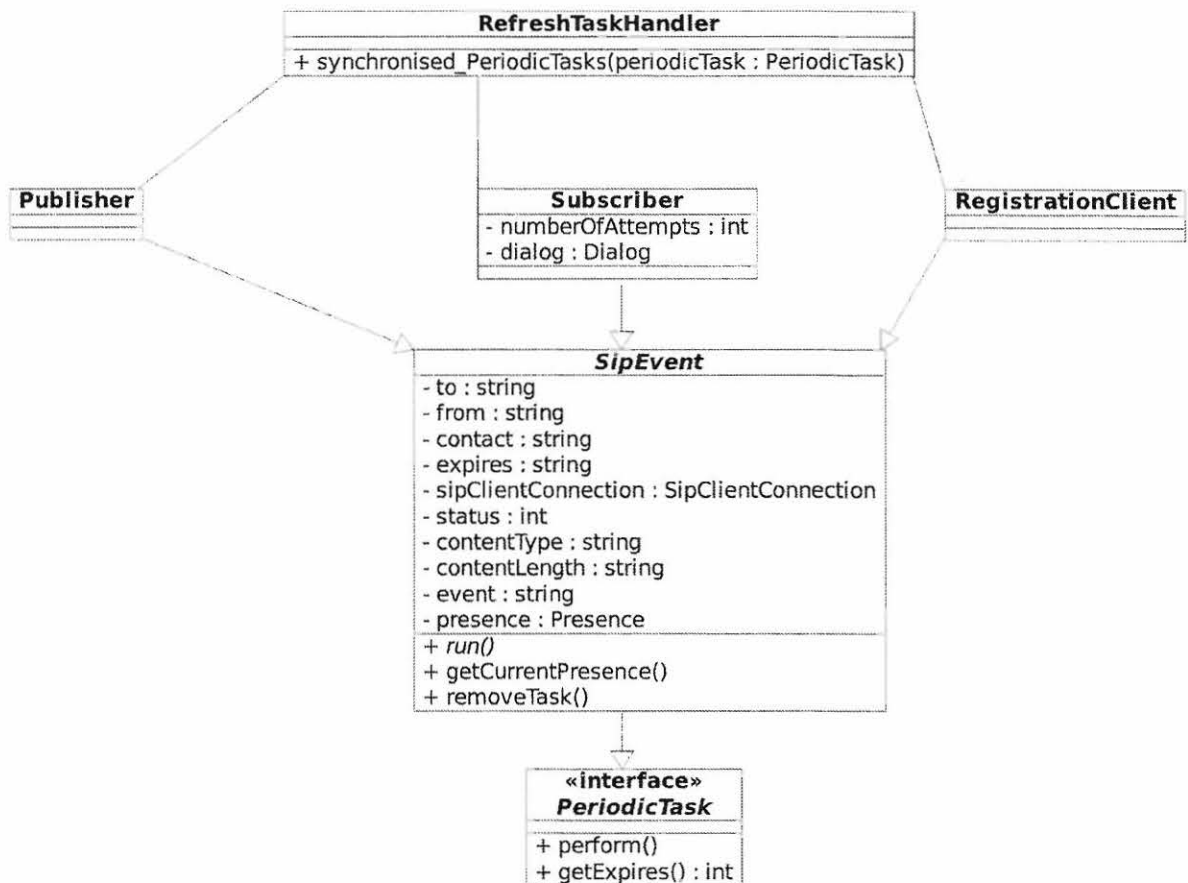 RefreshTaskHandler
+ synchronised_PeriodicTasks(periodicTask : PeriodicTask)
Publisher
Subscriber
- numberOfAttempts : int
- dialog : Dialog
RegistrationClient
SipEvent
- to : string
- from : string
- contact : string
- expires : string
- sipClientConnection : SipClientConnection
- status : int
- contentType : string
- contentLength : string
- event : string
- presence : Presence
+ run()
+ getCurrentPresence()
+ removeTask()
«interface»
PeriodicTask
+ perform()
+ getExpires() : int